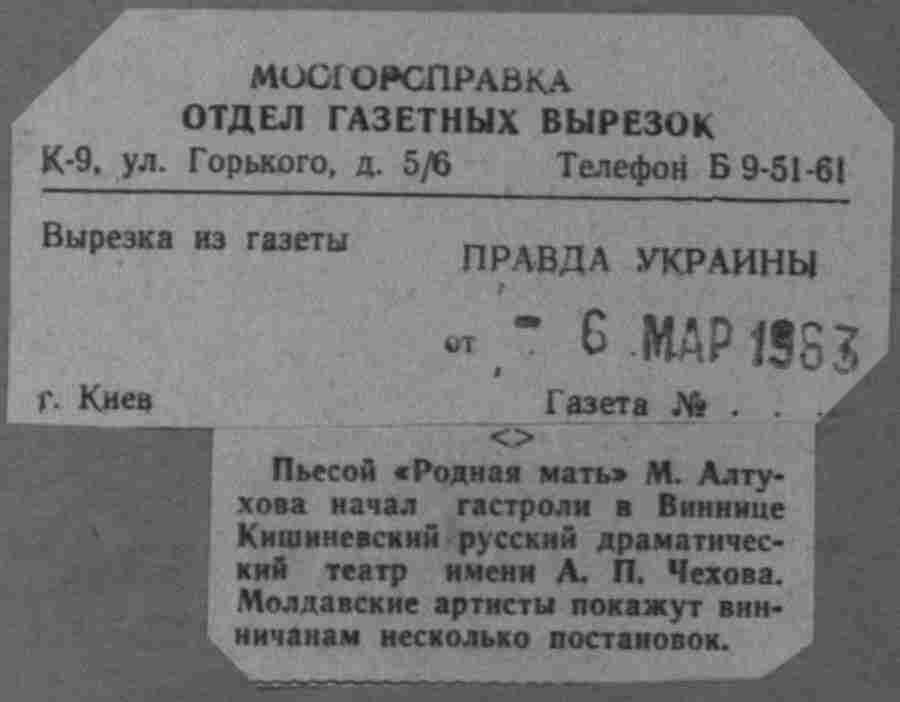 МОСГОРСПРАВКА
ОТДЕЛ ГАЗЕТНЫХ ВЫРЕЗОК
К-9, ул. Горького, д. 5/6 Телефон Б 9-51-61
Вырезка из газеты
ПРАВДА УКРАИНЫ
от - 6 МАР 1963
г. Киев Газета № . . .
<>
Пьесой «Родная мать» М. Алту-
хова начал гастроли в Виннице
Кишиневский русский драматичес-
кий театр имени А. П. Чехова.
Молдавские артисты покажут вин-
ничанам несколько постановок.